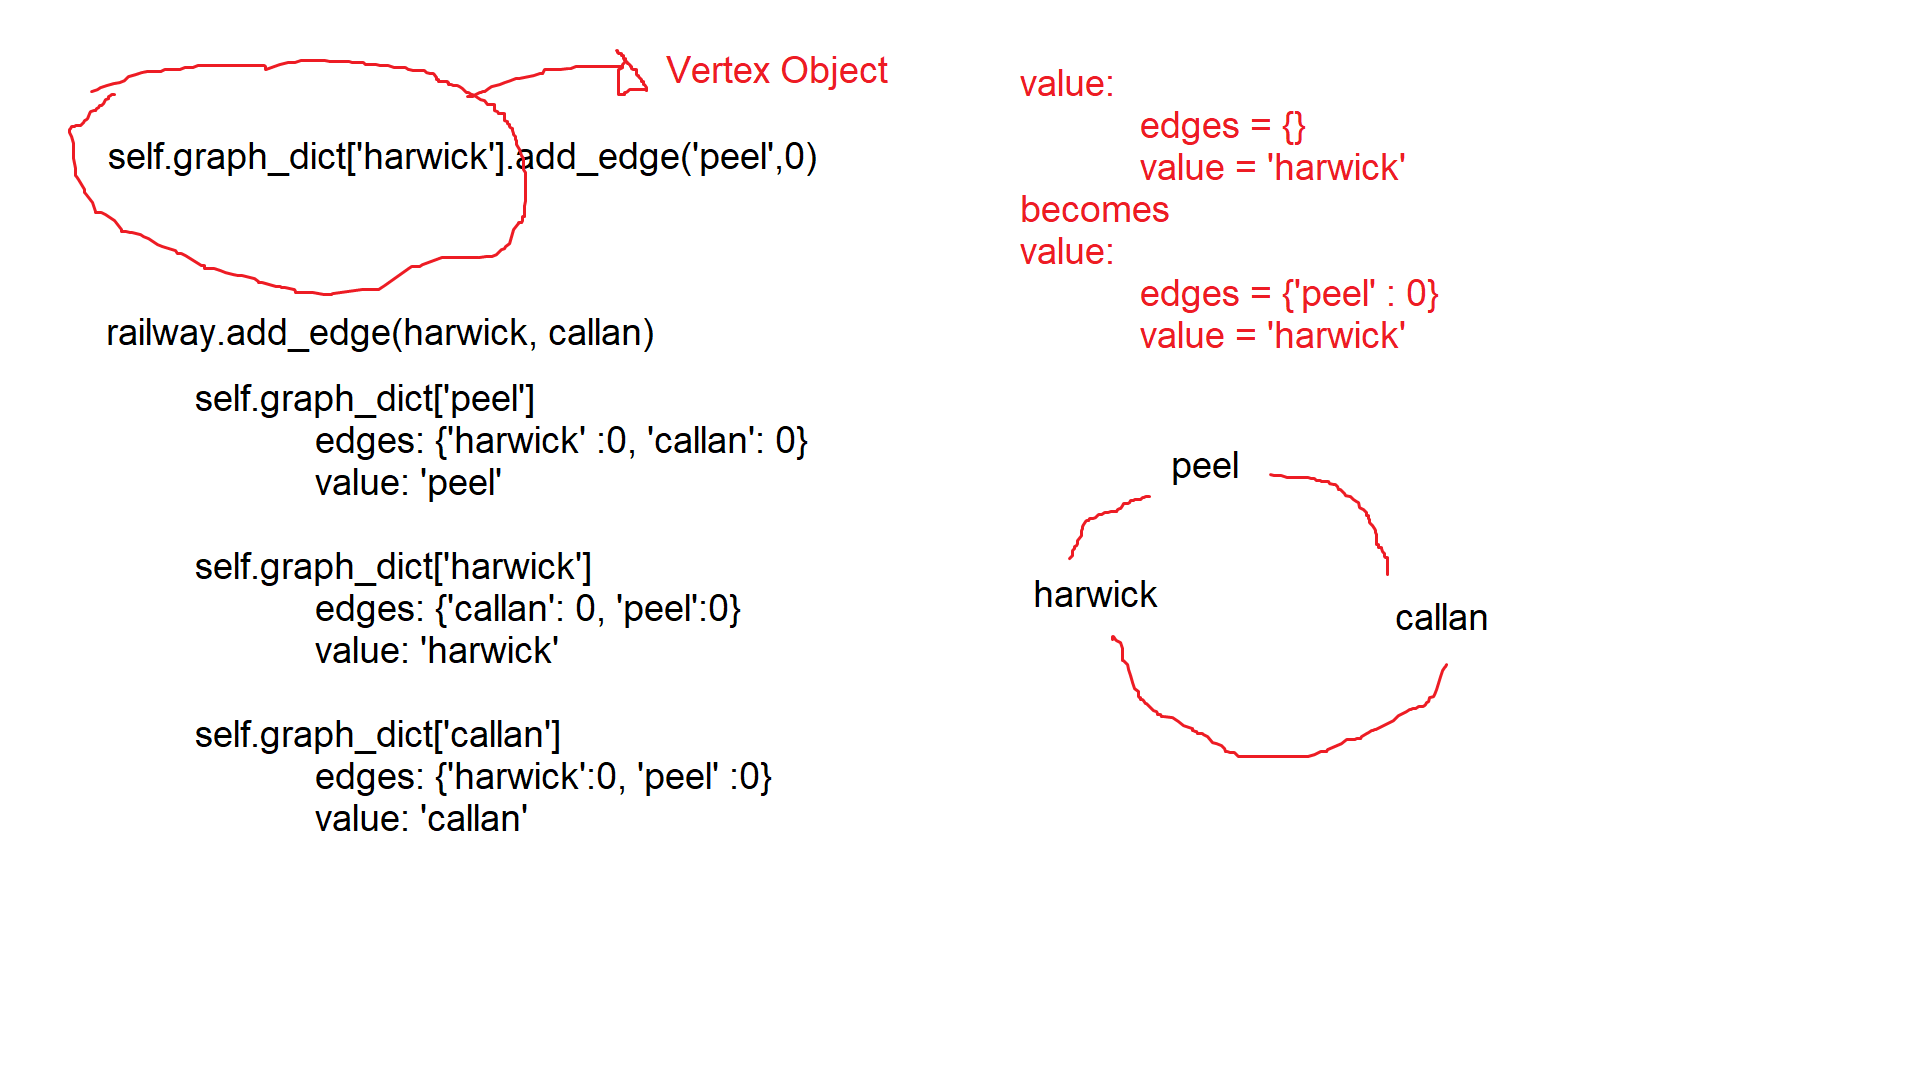 Vertex Object
self.graph_dict['harwick'].add_edge('peel',0)
value:
edges = {}
value = 'harwick'
becomes
value:
edges = {'peel' : 0}
value = 'harwick'
railway.add_edge(harwick, callan)
self.graph_dict['peel']
edges: {'harwick' :0, 'callan': 0}
value: 'peel'
self.graph_dict['harwick']
edges: {'callan': 0, 'peel':0}
value: 'harwick'
self.graph_dict['callan']
edges: {'harwick':0, 'peel' :0}
value: 'callan'
peel
harwick
callan